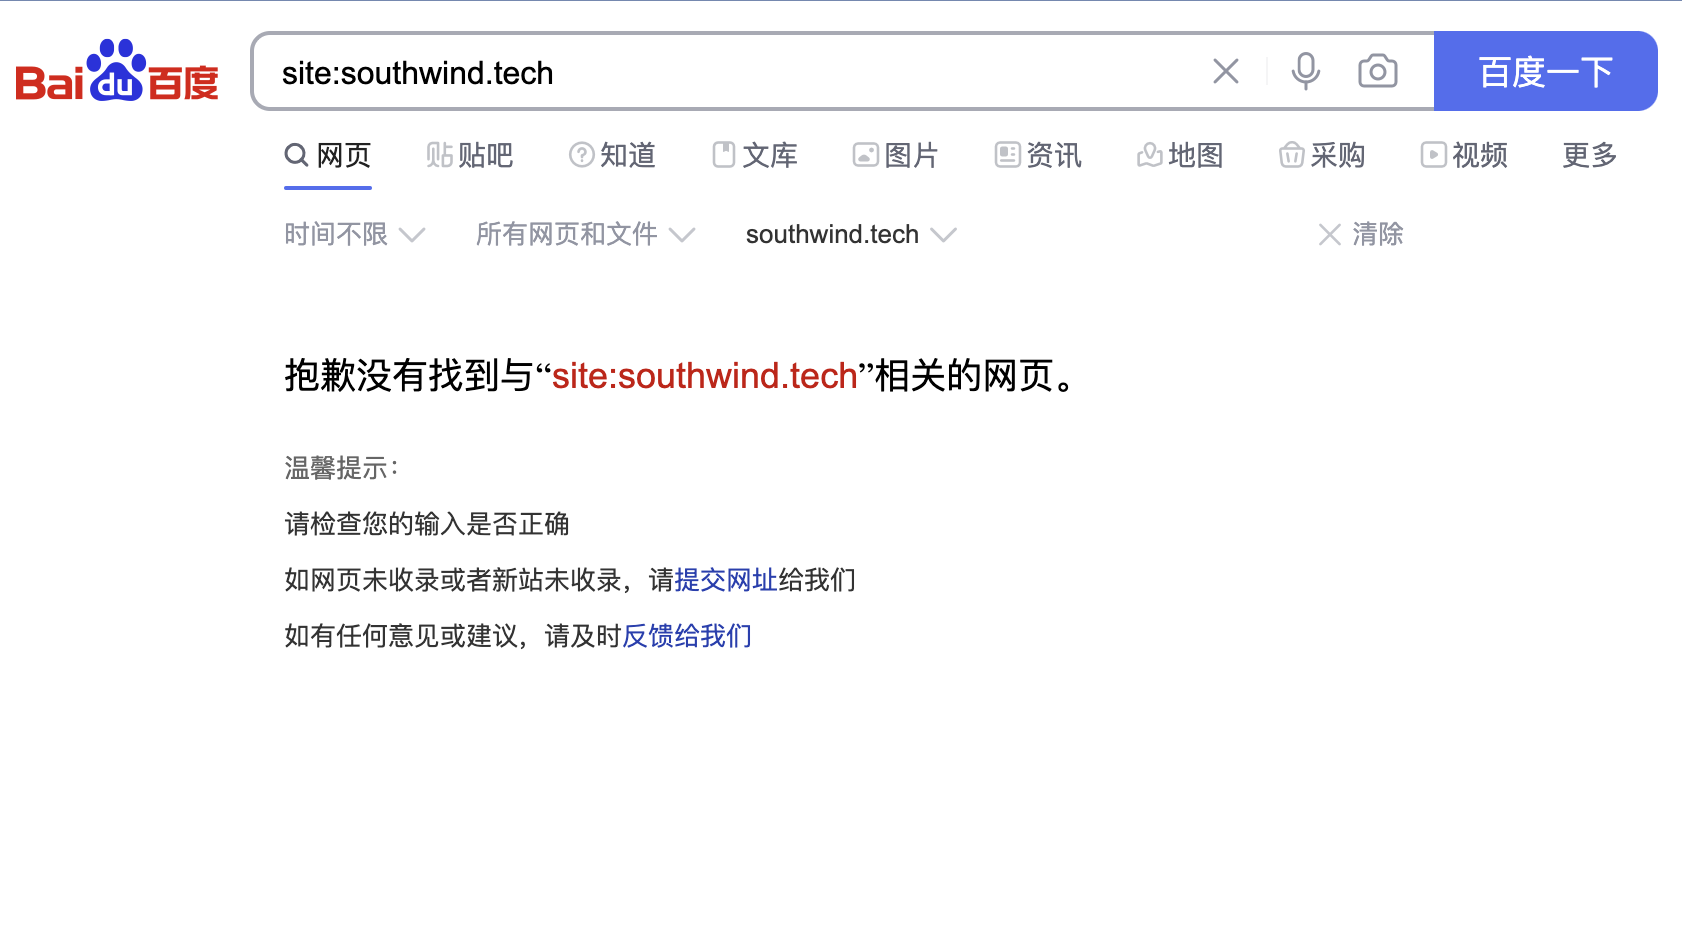 Bai du 百度
site:southwind.tech
百度一下
网页 贴 贴吧 知道 文库 图片 资讯 地图 采购 视频 更多
时间不限 所有网页和文件 southwind.tech 清除
抱歉没有找到与“site:southwind.tech”相关的网页。
温馨提示：
请检查您的输入是否正确
如网页未收录或者新站未收录，请提交网址给我们
如有任何意见或建议，请及时反馈给我们